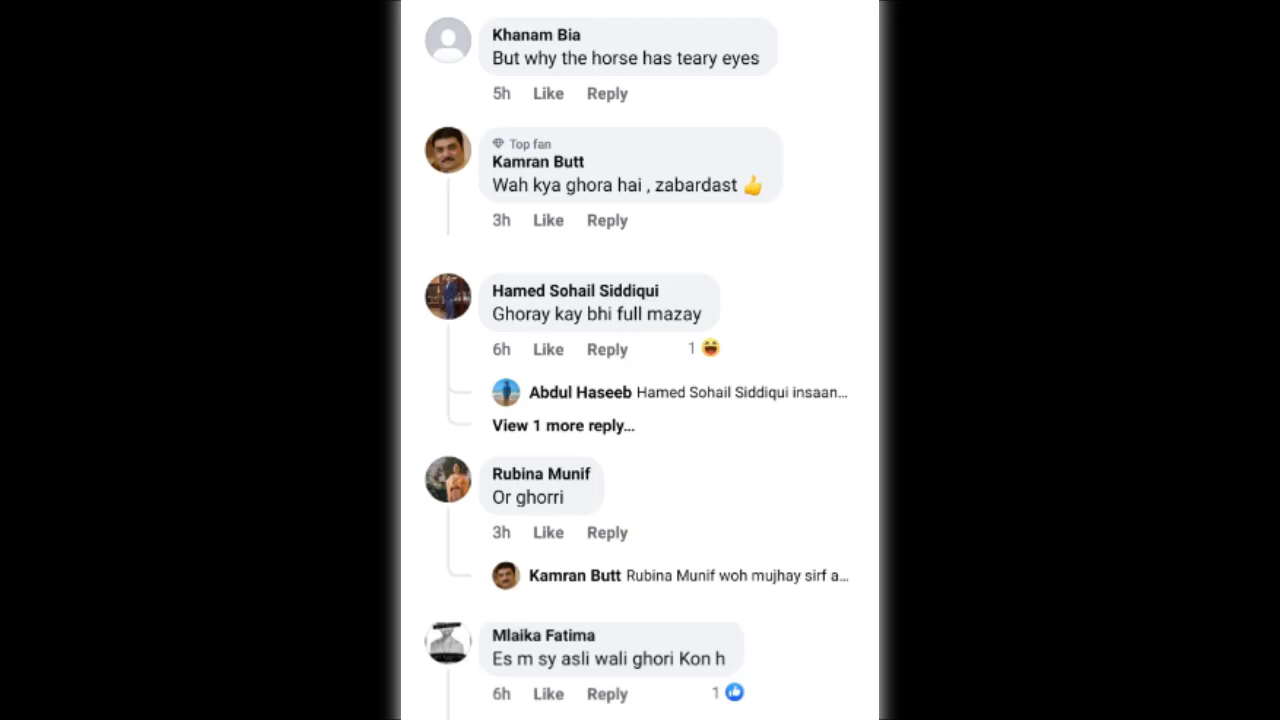 Khanam Bia
But why the horse has teary eyes
5h Like Reply
Top fan
Kamran Butt
Wah kya ghora hai , zabardast 👍
3h Like Reply
Hamed Sohail Siddiqui
Ghoray kay bhi full mazay
6h Like Reply 1 😆
Abdul Haseeb Hamed Sohail Siddiqui insaan...
View 1 more reply...
Rubina Munif
Or ghorri
3h Like Reply
Kamran Butt Rubina Munif woh mujhay sirf a...
Mlaika Fatima
Es m sy asli wali ghori Kon h
6h Like Reply 1 👍